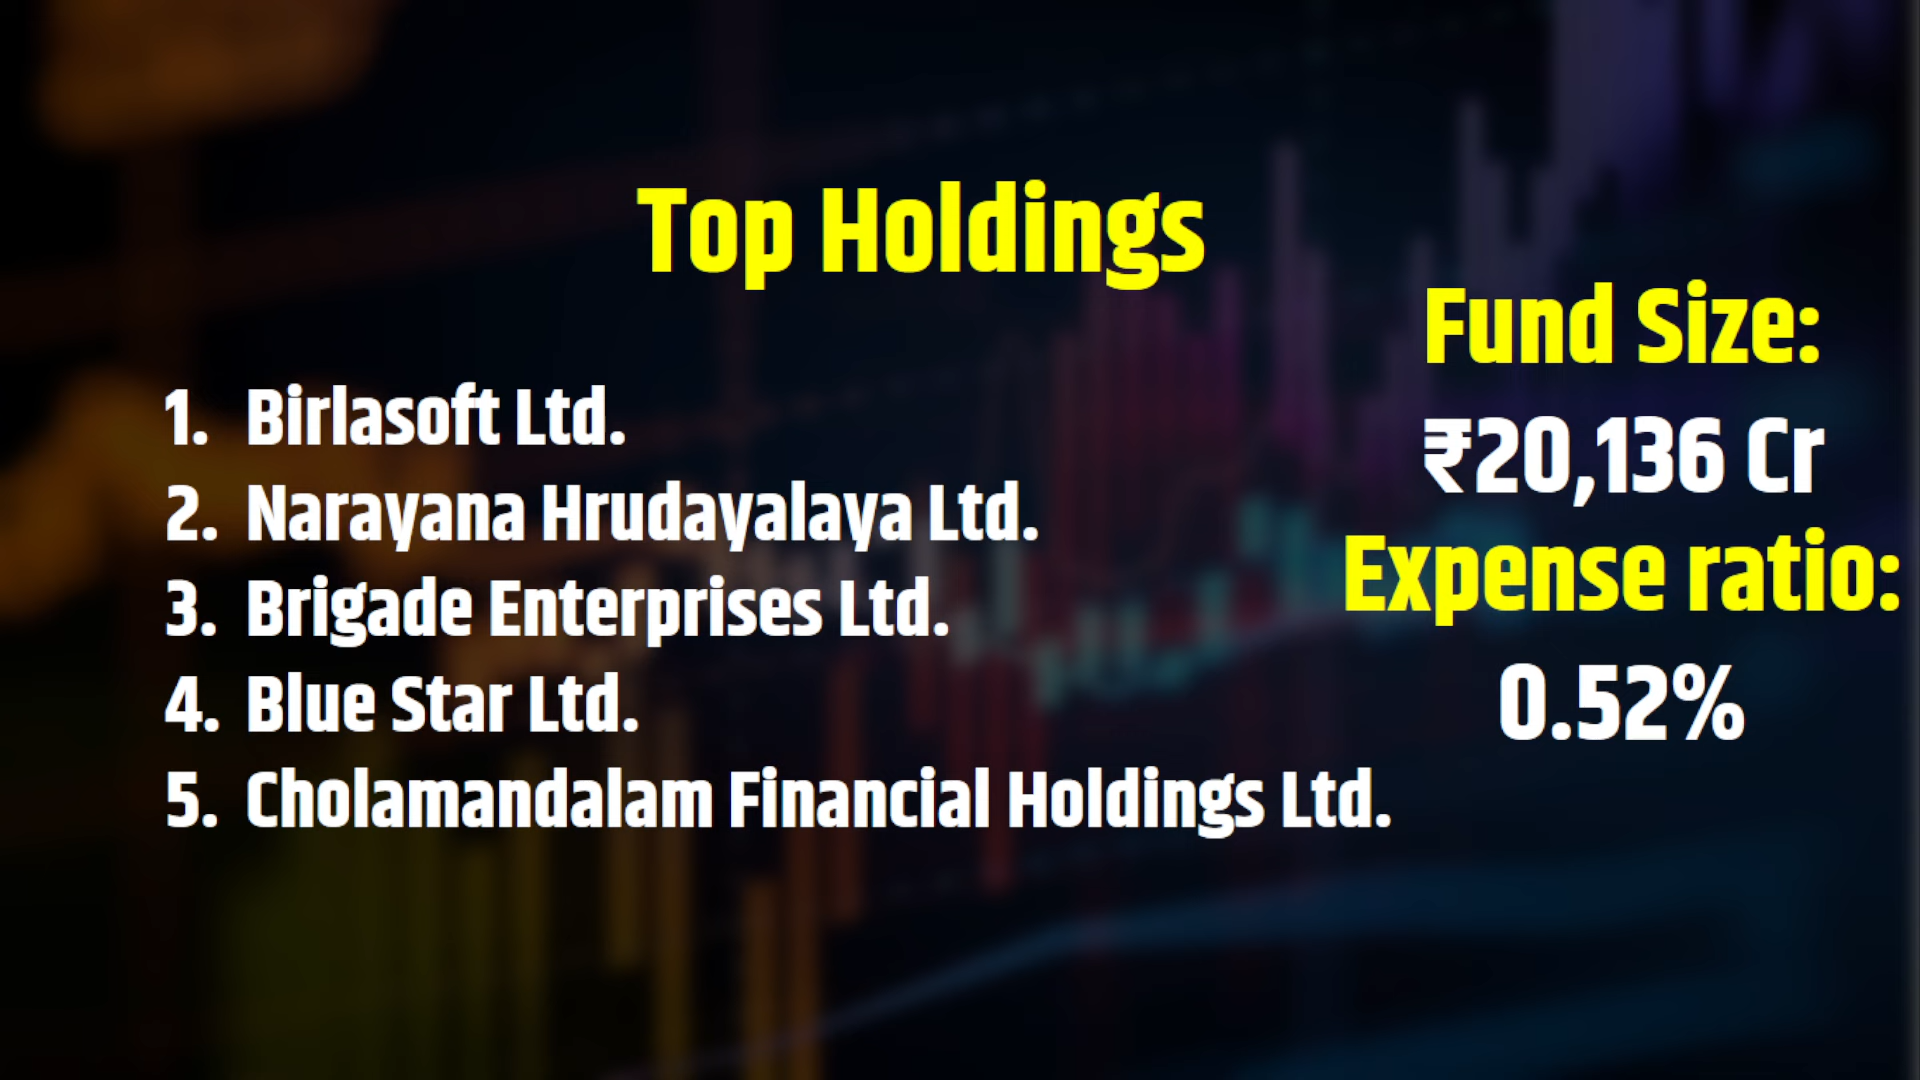 Top Holdings
1. Birlasoft Ltd.
2. Narayana Hrudayalaya Ltd.
3. Brigade Enterprises Ltd.
4. Blue Star Ltd.
5. Cholamandalam Financial Holdings Ltd.
Fund Size:
₹20,136 Cr
Expense ratio:
0.52%